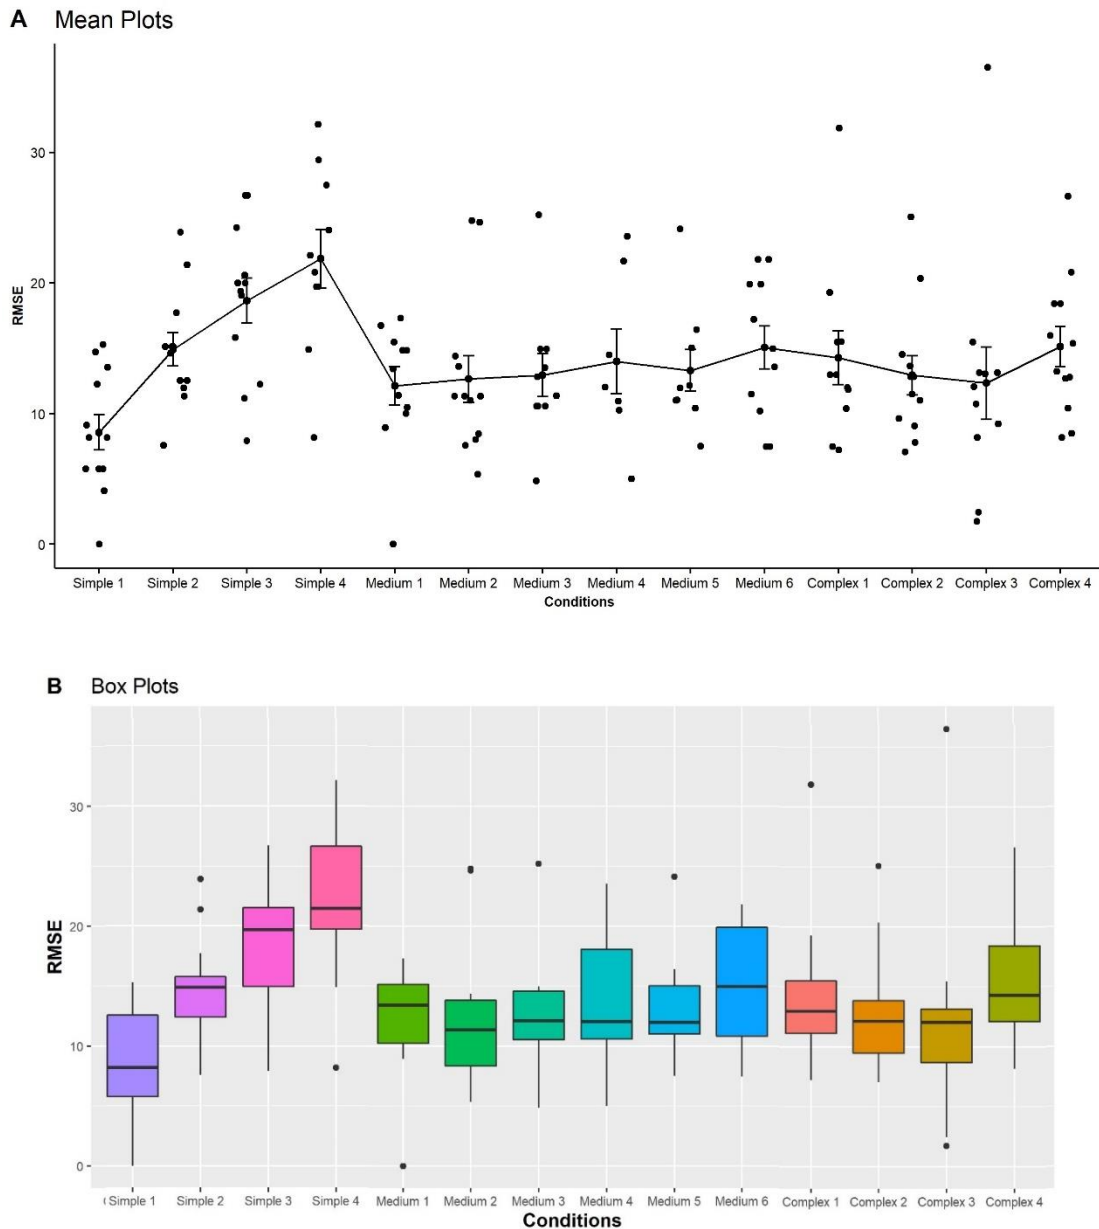 A Mean Plots
30
20
10
0
RMSE
Simple 1 Simple 2 Simple 3 Simple 4 Medium 1 Medium 2 Medium 3 Medium 4 Medium 5 Medium 6 Complex 1 Complex 2 Complex 3 Complex 4
Conditions
B Box Plots
30
20
10
0
RMSE
(Simple 1 Simple 2 Simple 3 Simple 4 Medium 1 Medium 2 Medium 3 Medium 4 Medium 5 Medium 6 Complex 1 Complex 2 Complex 3 Complex 4
Conditions